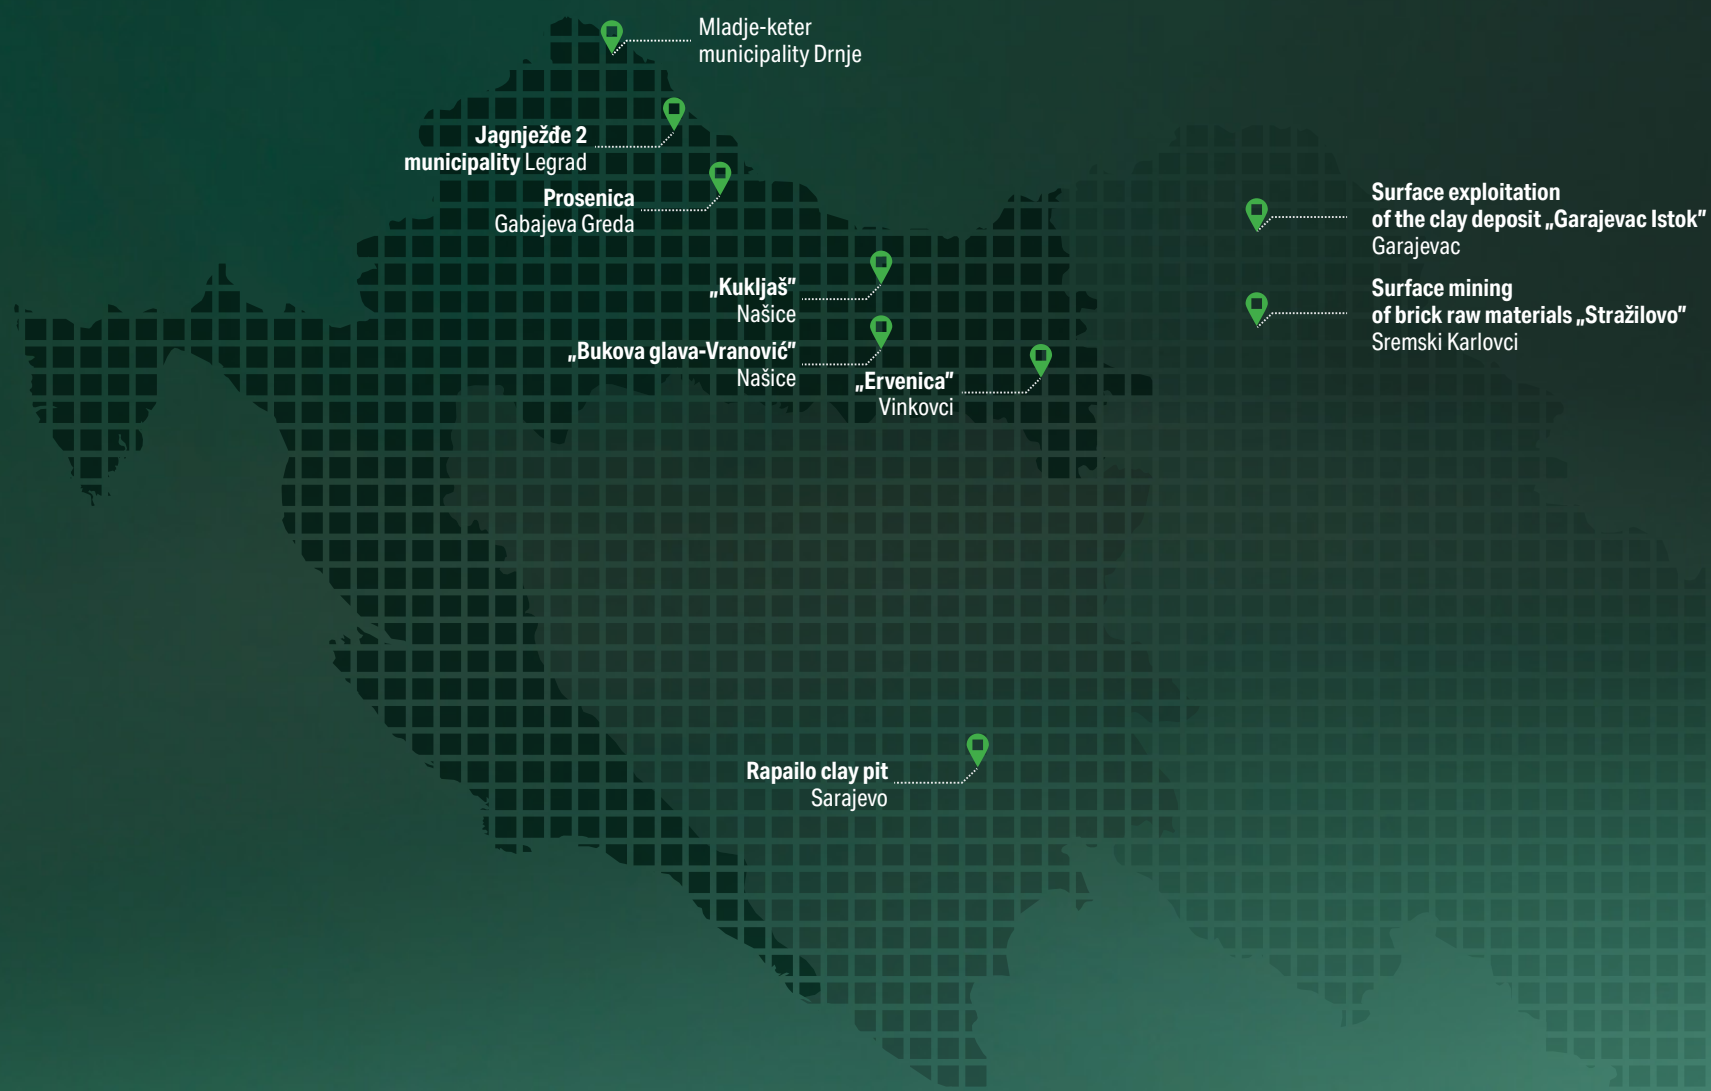 Mladje-keter
municipality Drnje
Jagnježđe 2
municipality Legrad
Prosenica
Gabajeva Greda
„Kukljaš”
Našice
„Bukova glava-Vranović”
Našice
„Ervenica”
Vinkovci
Surface exploitation
of the clay deposit „Garajevac Istok”
Garajevac
Surface mining
of brick raw materials „Stražilovo”
Sremski Karlovci
Rapailo clay pit
Sarajevo